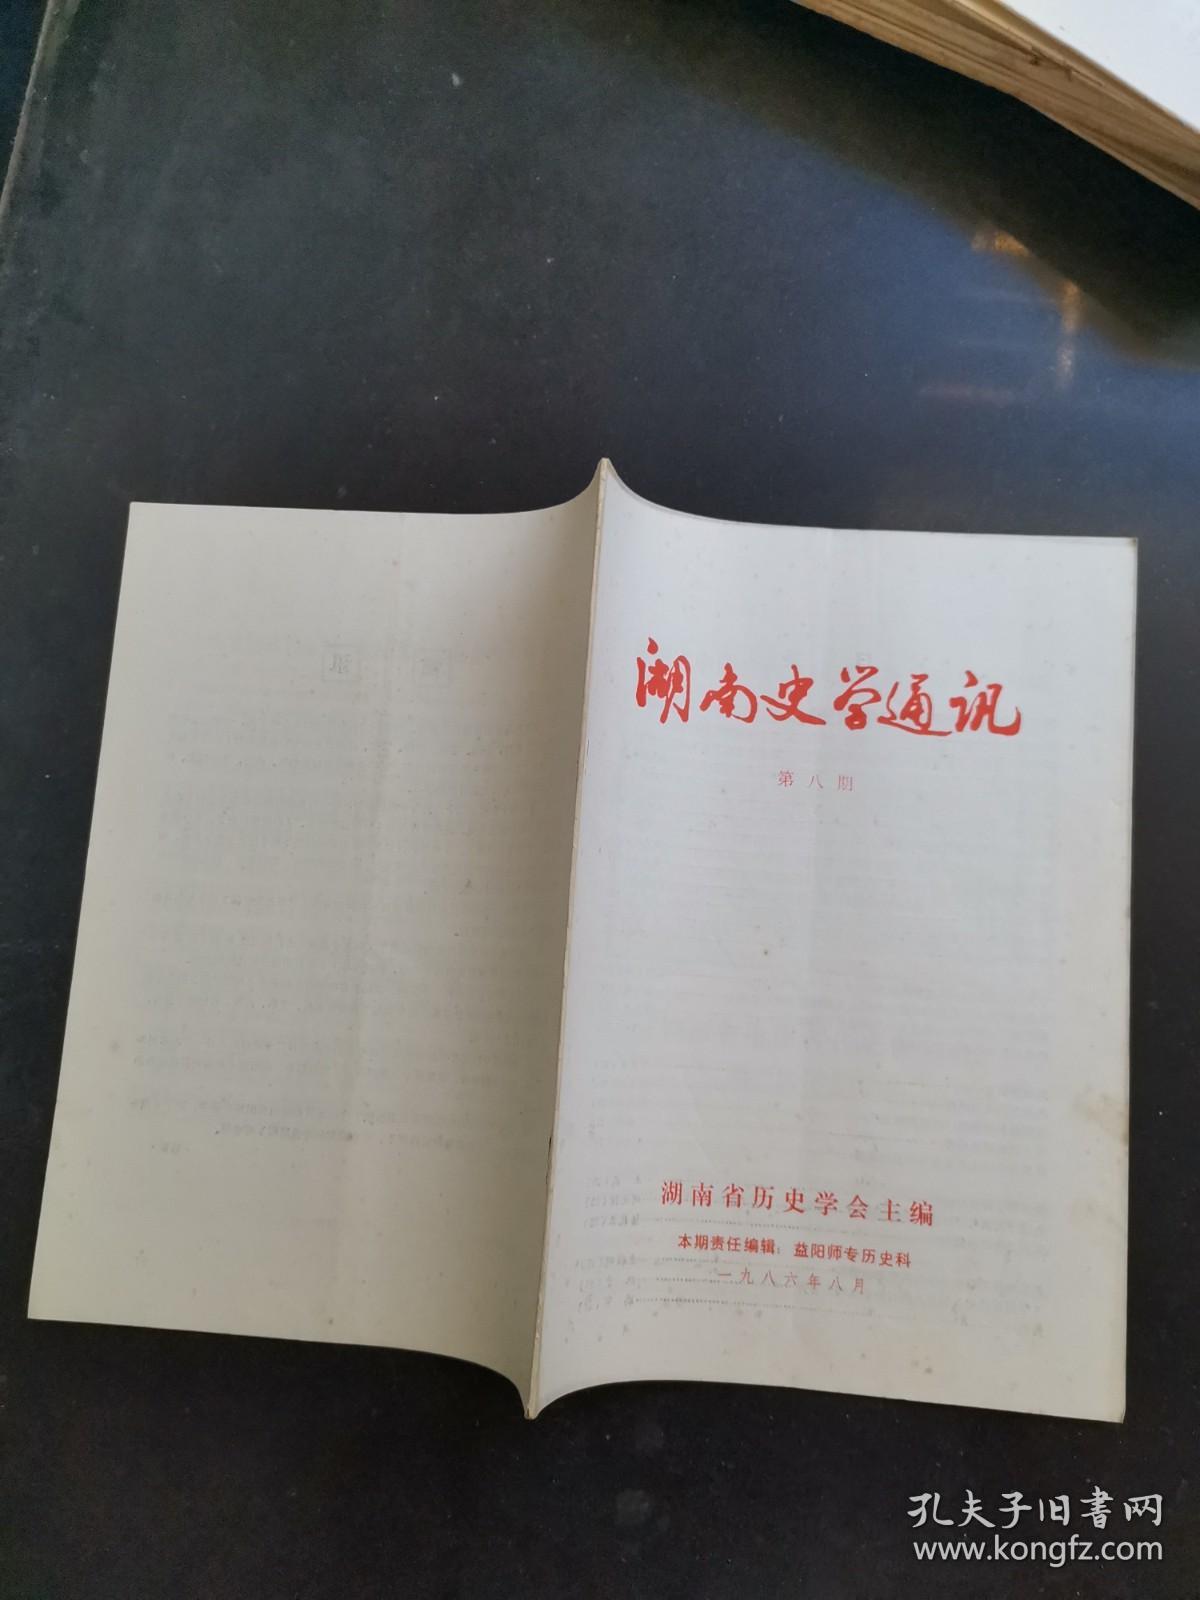 湖南史学通讯
第八期
湖南省历史学会主编
本期责任编辑：益阳师专历史科
一九八六年八月
孔夫子旧书网
www.kongfz.com